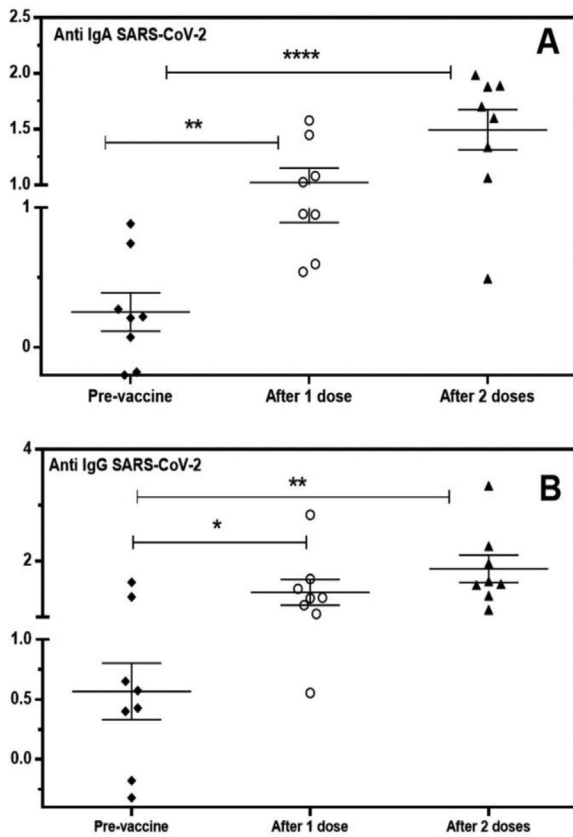 Anti IgA SARS-CoV-2
A
2.5
2.0
1.5
1.0
1
0
**
****
Pre-vaccine After 1 dose After 2 doses
Anti IgG SARS-CoV-2
B
4
2
1.0
0.5
0.0
*
**
Pre-vaccine After 1 dose After 2 doses